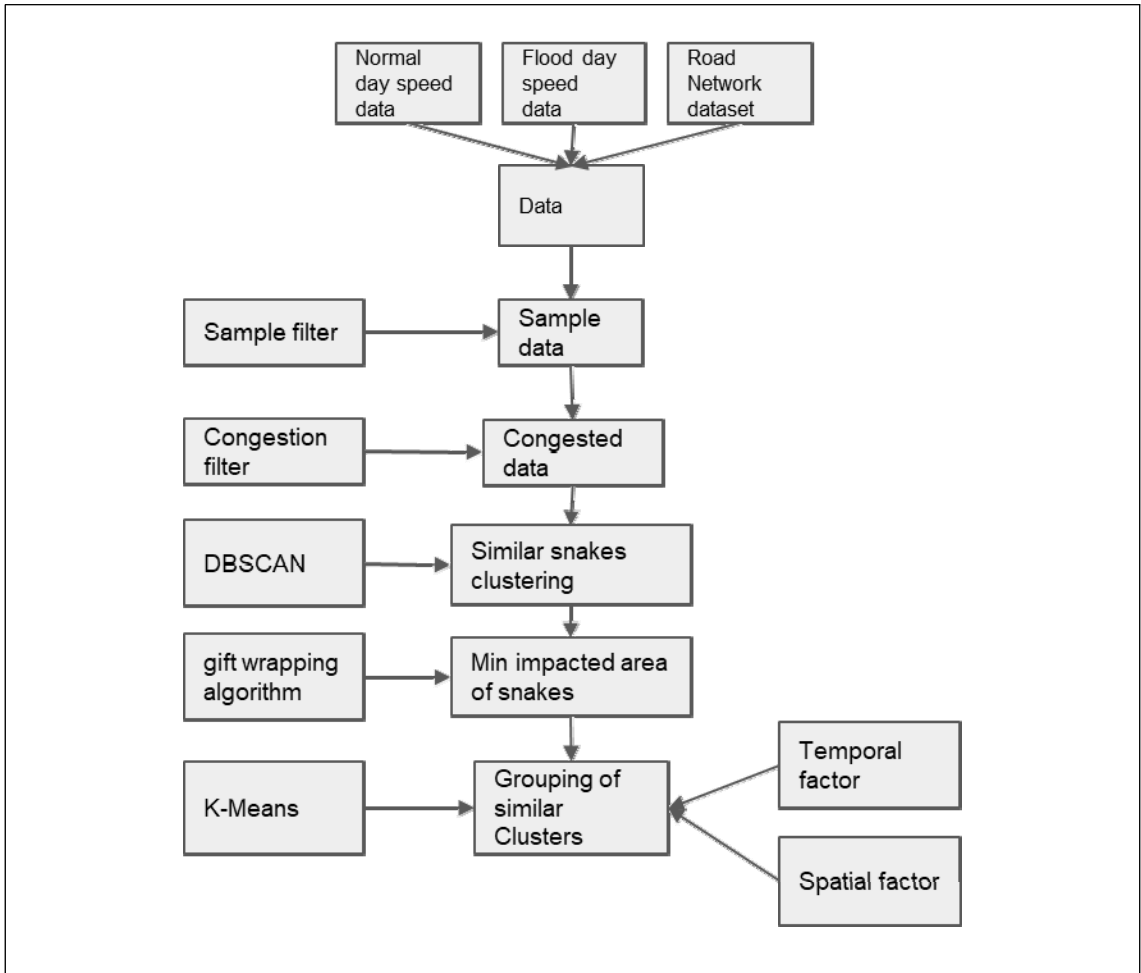 Normal
day speed
data
Flood day
speed
data
Road
Network
dataset
Data
Sample filter
Sample
data
Congestion
filter
Congested
data
DBSCAN
Similar snakes
clustering
gift wrapping
algorithm
Min impacted area
of snakes
K-Means
Grouping of
similar
Clusters
Temporal
factor
Spatial factor